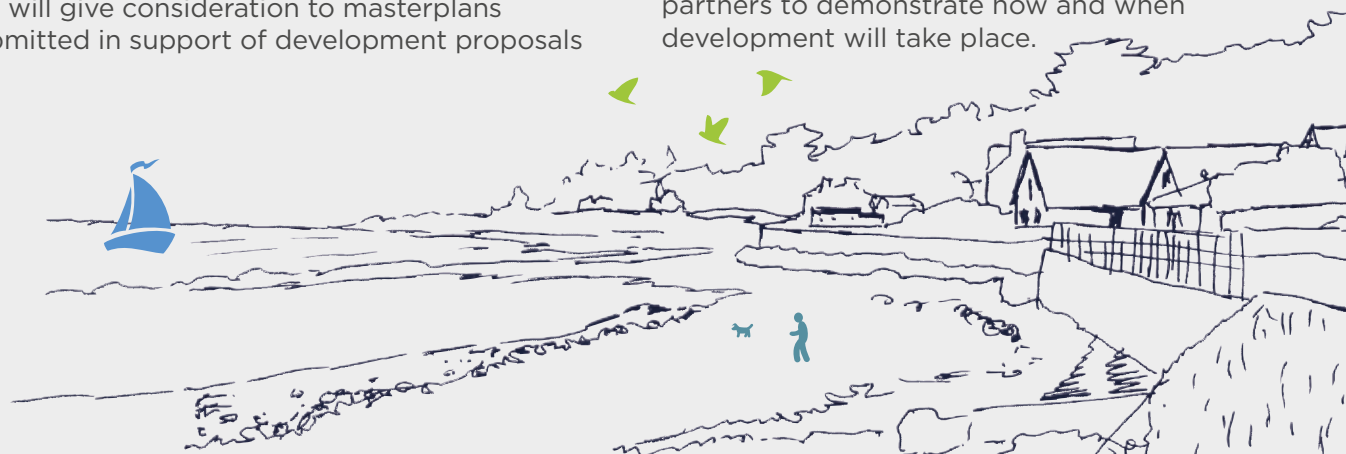 will give consideration to masterplans
omitted in support of development proposals
partners to demonstrate how and when
development will take place.